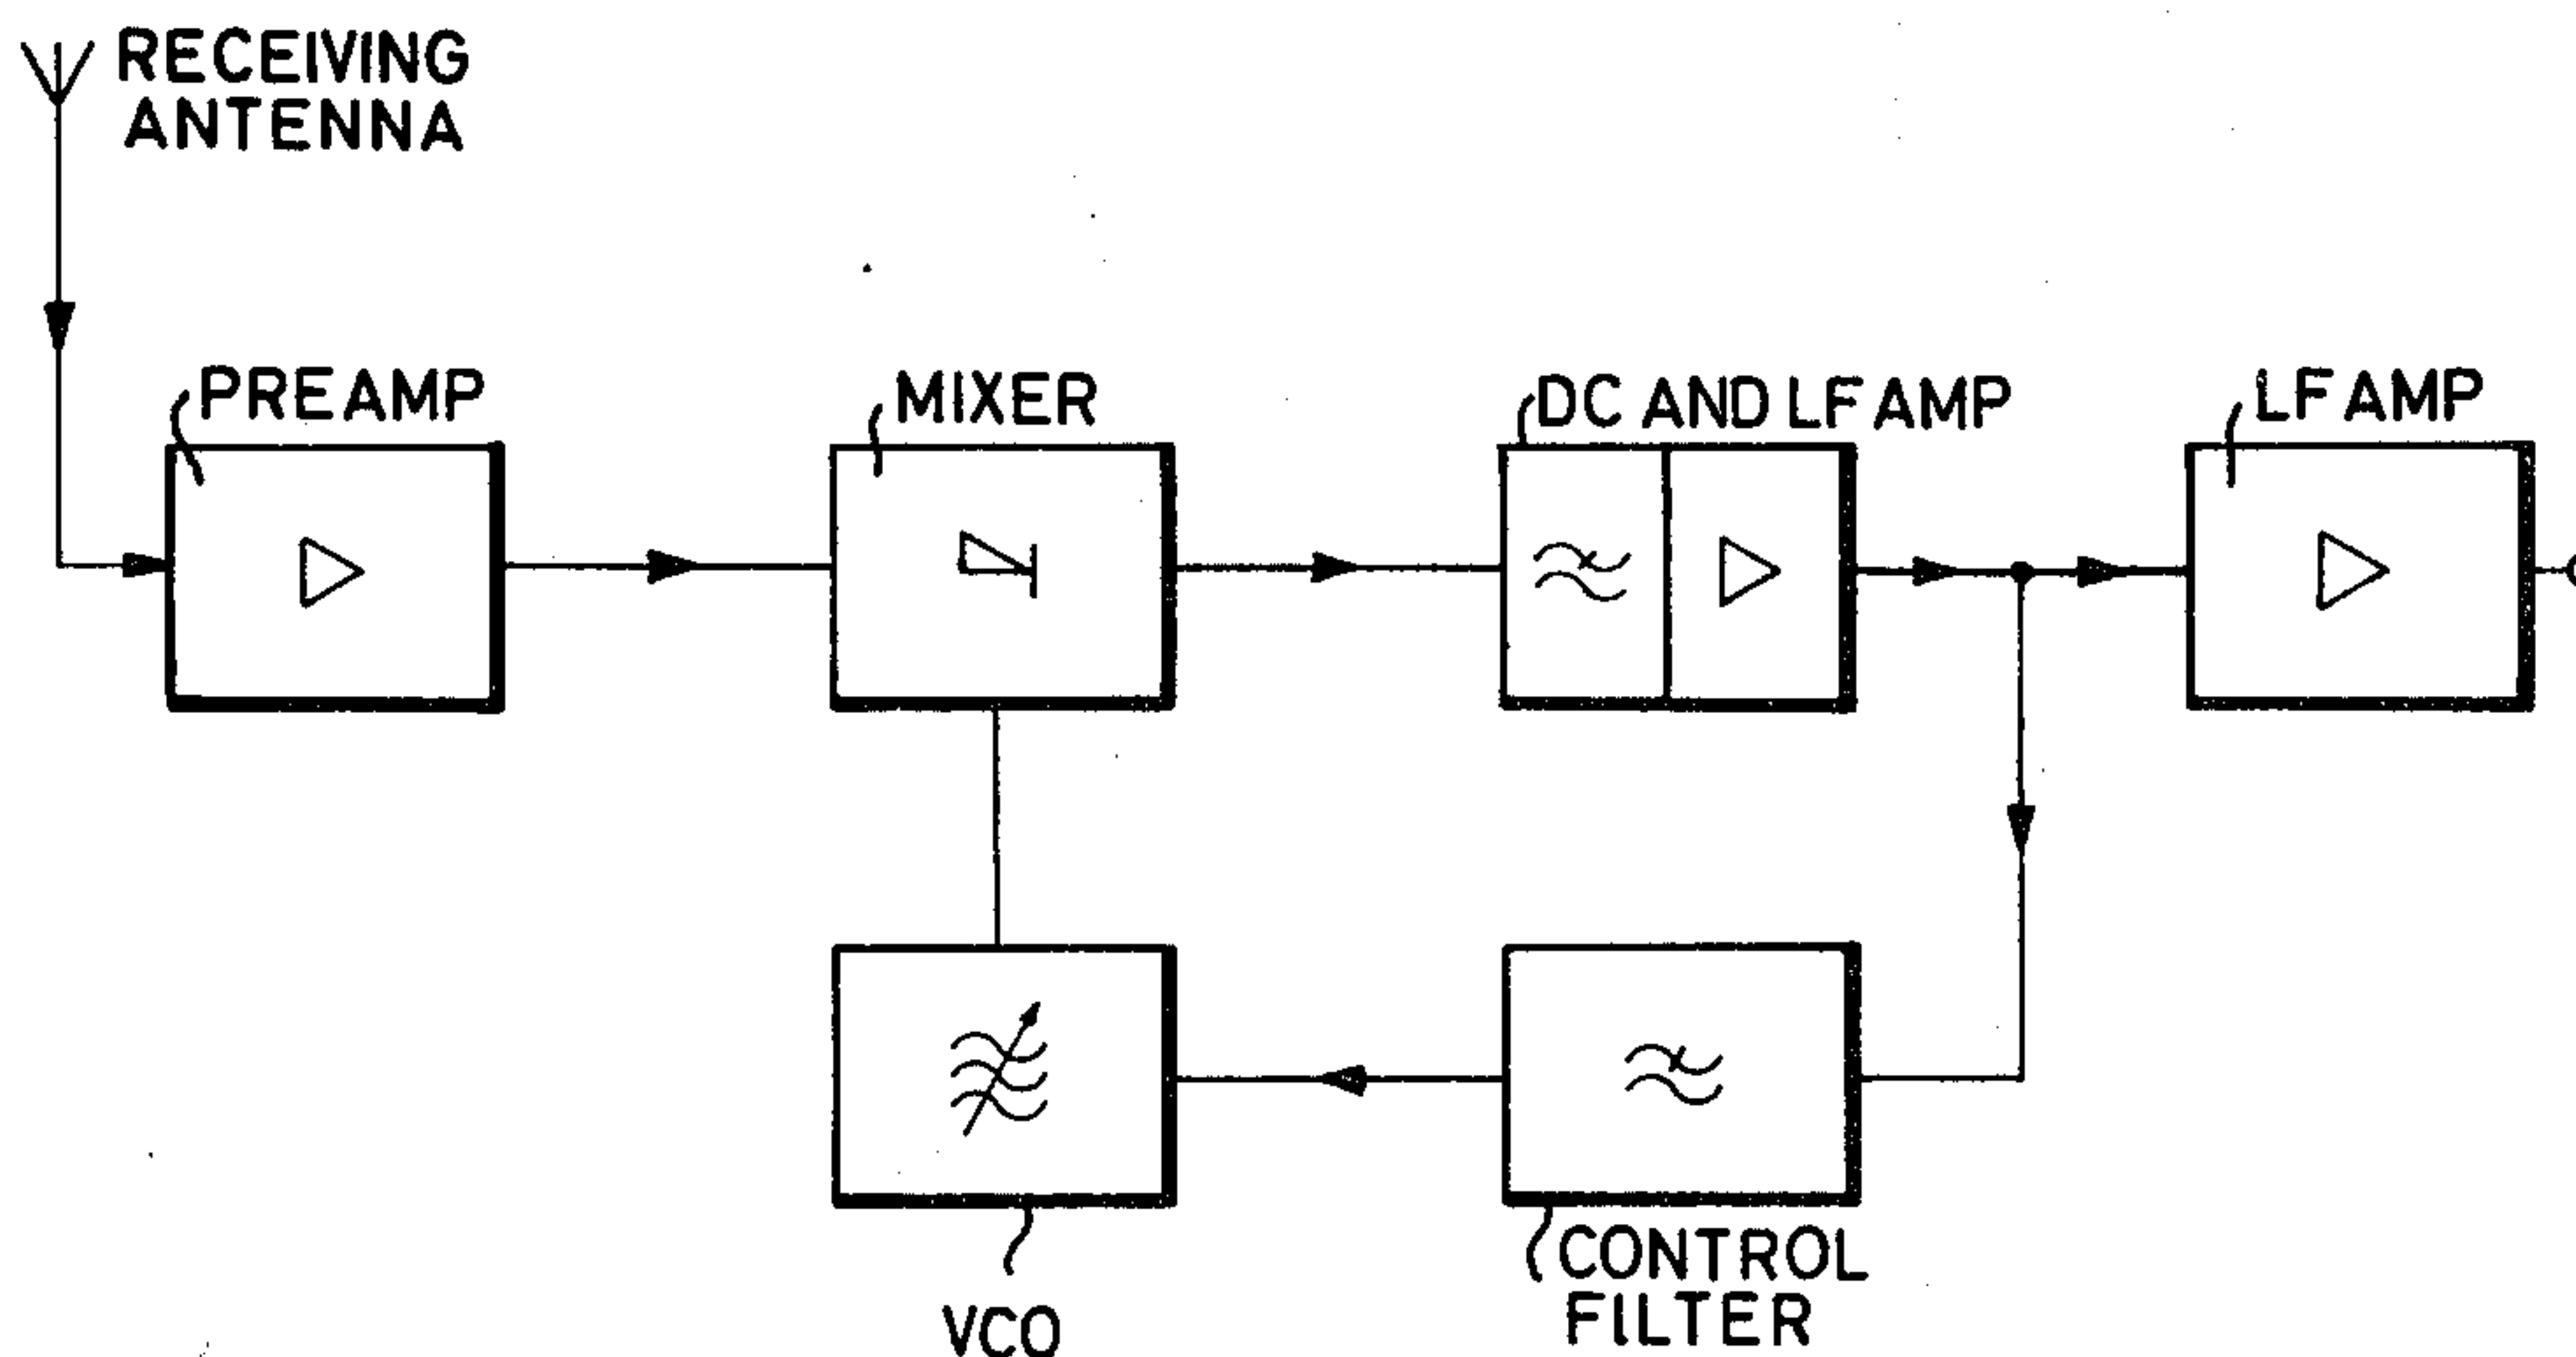 RECEIVING
ANTENNA
PREAMP
MIXER
DC AND LF AMP
LF AMP
VCO
CONTROL
FILTER